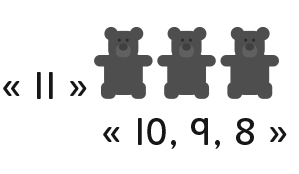 « 11 »
« 10, 9, 8 »